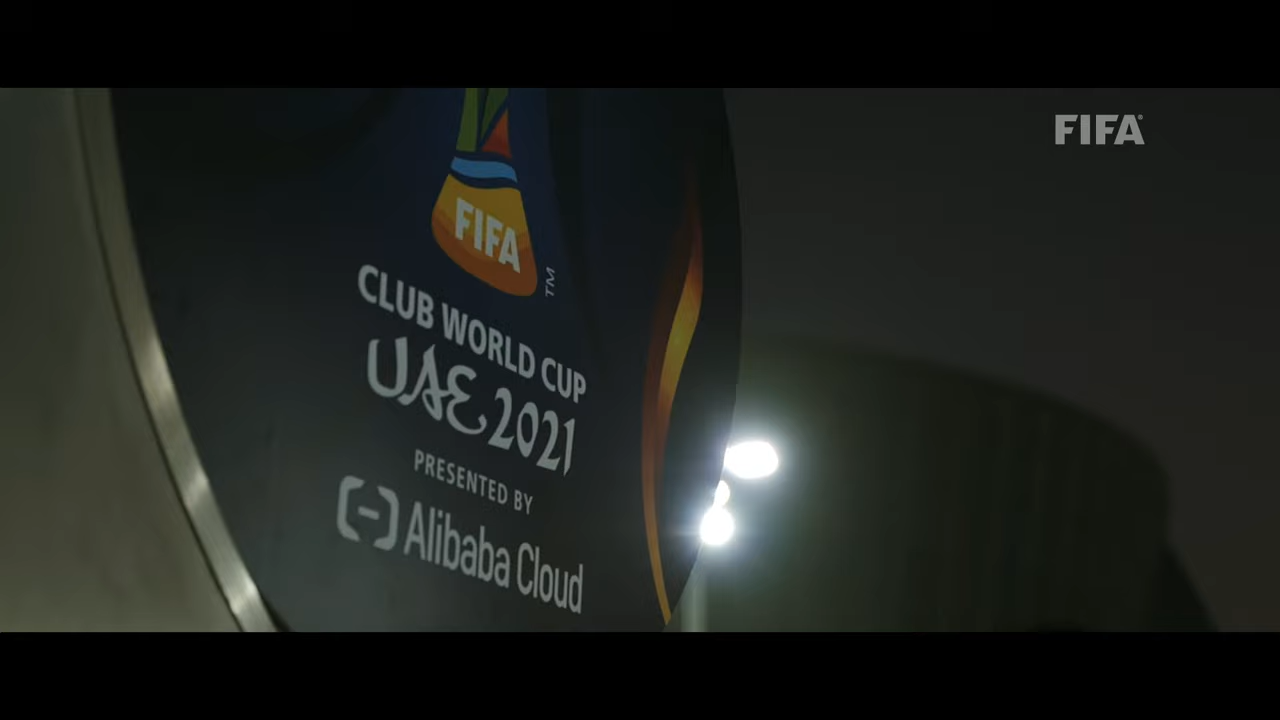 FIFA
FIFA
TM
CLUB WORLD CUP
UAE 2021
PRESENTED BY
Alibaba Cloud